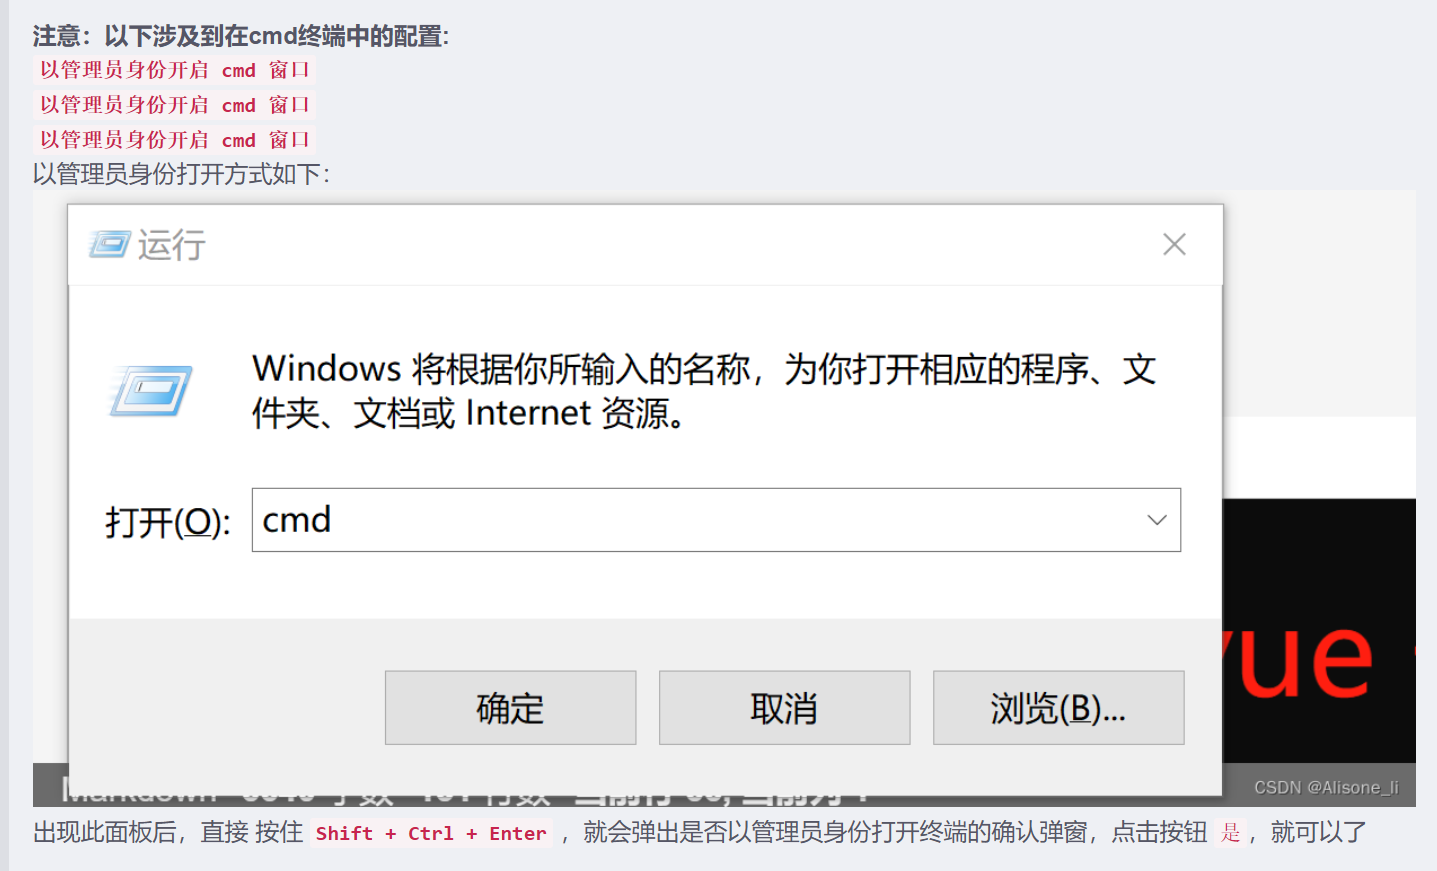 注意：以下涉及到在cmd终端中的配置:
以管理员身份开启 cmd 窗口
以管理员身份开启 cmd 窗口
以管理员身份开启 cmd 窗口
以管理员身份打开方式如下：
运行
Windows 将根据你所输入的名称，为你打开相应的程序、文
件夹、文档或 Internet 资源。
打开(O):
cmd
确定
取消
浏览(B)...
ue
Markdown
CSDN @Alisone_li
出现此面板后，直接 按住 Shift + Ctrl + Enter ，就会弹出是否以管理员身份打开终端的确认弹窗，点击按钮 是 ，就可以了